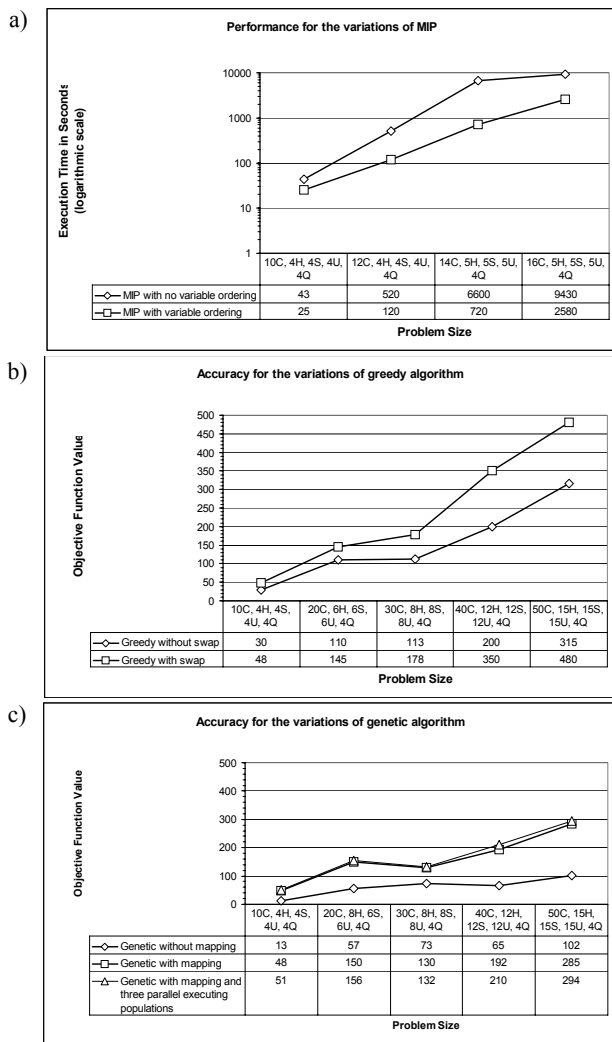 a)
Performance for the variations of MIP
Execution Time in Seconds
(logarithmic scale)
10000
1000
100
10
1
10C, 4H, 4S, 4U, 4Q
12C, 4H, 4S, 4U, 4Q
14C, 5H, 5S, 5U, 4Q
16C, 5H, 5S, 5U, 4Q
MIP with no variable ordering 43 520 6600 9430
MIP with variable ordering 25 120 720 2580
Problem Size
b)
Accuracy for the variations of greedy algorithm
Objective Function Value
500
450
400
350
300
250
200
150
100
50
0
10C, 4H, 4S, 4U, 4Q
20C, 6H, 6S, 6U, 4Q
30C, 8H, 8S, 8U, 4Q
40C, 12H, 12S, 12U, 4Q
50C, 15H, 15S, 15U, 4Q
Greedy without swap 30 110 113 200 315
Greedy with swap 48 145 178 350 480
Problem Size
c)
Accuracy for the variations of genetic algorithm
Objective Function Value
500
400
300
200
100
0
10C, 4H, 4S, 4U, 4Q
20C, 8H, 6S, 6U, 4Q
30C, 8H, 8S, 8U, 4Q
40C, 12H, 12S, 12U, 4Q
50C, 15H, 15S, 15U, 4Q
Genetic without mapping 13 57 73 65 102
Genetic with mapping 48 150 130 192 285
Genetic with mapping and three parallel executing populations 51 156 132 210 294
Problem Size